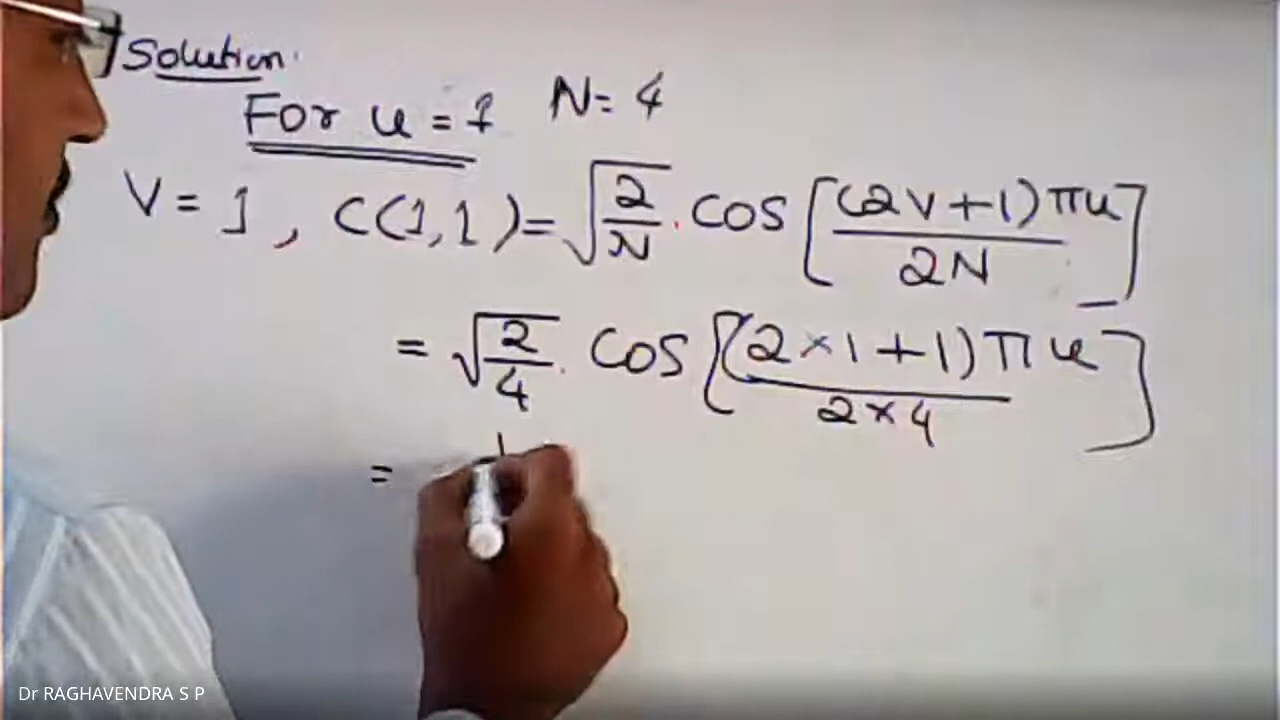 Solution.
For u = 1 N = 4
V = 1, C(1,1) = √(2/N) . COS [(2V+1)πu / 2N]
= √(2/4) . COS [(2×1+1)πu / 2×4]
= 1
Dr RAGHAVENDRA S P